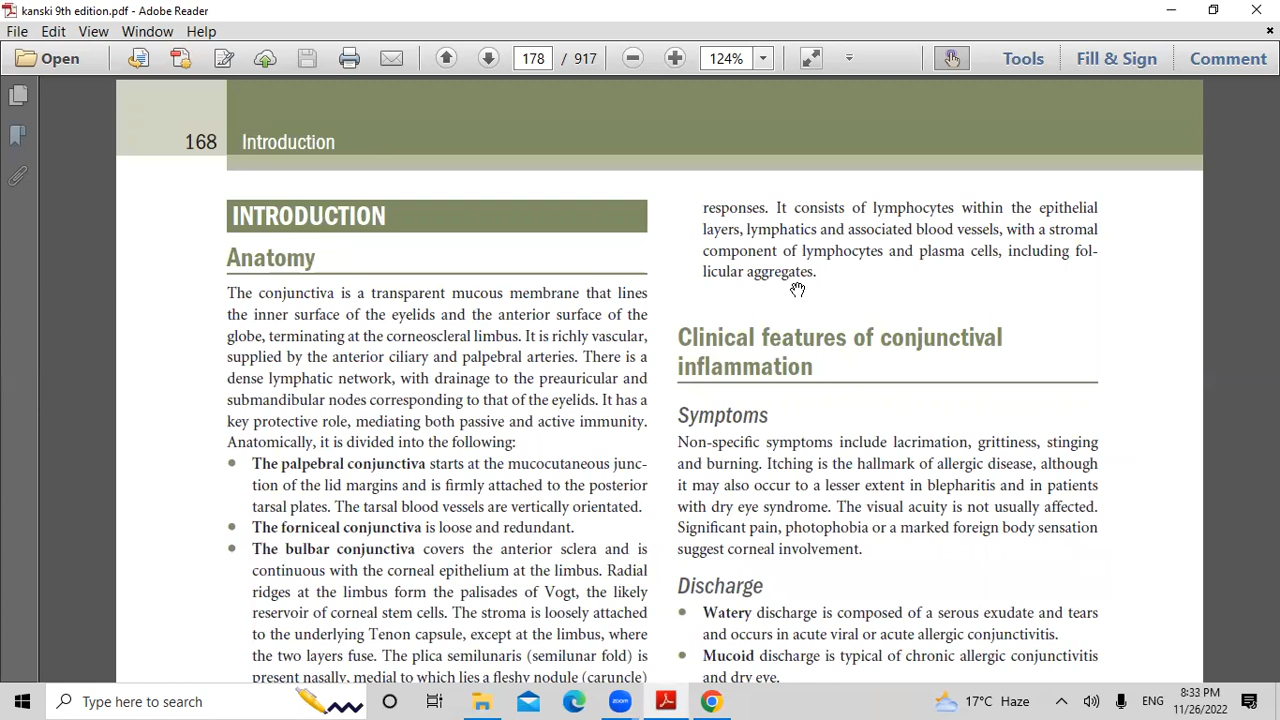 kanski 9th edition.pdf - Adobe Reader
File Edit View Window Help
Open 178 / 917 124% Tools Fill & Sign Comment
168 Introduction
INTRODUCTION
Anatomy
The conjunctiva is a transparent mucous membrane that lines
the inner surface of the eyelids and the anterior surface of the
globe, terminating at the corneoscleral limbus. It is richly vascular,
supplied by the anterior ciliary and palpebral arteries. There is a
dense lymphatic network, with drainage to the preauricular and
submandibular nodes corresponding to that of the eyelids. It has a
key protective role, mediating both passive and active immunity.
Anatomically, it is divided into the following:
• The palpebral conjunctiva starts at the mucocutaneous junc-
tion of the lid margins and is firmly attached to the posterior
tarsal plates. The tarsal blood vessels are vertically orientated.
• The forniceal conjunctiva is loose and redundant.
• The bulbar conjunctiva covers the anterior sclera and is
continuous with the corneal epithelium at the limbus. Radial
ridges at the limbus form the palisades of Vogt, the likely
reservoir of corneal stem cells. The stroma is loosely attached
to the underlying Tenon capsule, except at the limbus, where
the two layers fuse. The plica semilunaris (semilunar fold) is
present nasally, medial to which lies a fleshy nodule (caruncle)
responses. It consists of lymphocytes within the epithelial
layers, lymphatics and associated blood vessels, with a stromal
component of lymphocytes and plasma cells, including fol-
licular aggregates.
Clinical features of conjunctival
inflammation
Symptoms
Non-specific symptoms include lacrimation, grittiness, stinging
and burning. Itching is the hallmark of allergic disease, although
it may also occur to a lesser extent in blepharitis and in patients
with dry eye syndrome. The visual acuity is not usually affected.
Significant pain, photophobia or a marked foreign body sensation
suggest corneal involvement.
Discharge
• Watery discharge is composed of a serous exudate and tears
and occurs in acute viral or acute allergic conjunctivitis.
• Mucoid discharge is typical of chronic allergic conjunctivitis
and dry eye.
Type here to search zoom 17°C Haze ENG 8:33 PM
11/26/2022